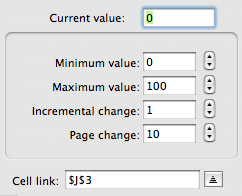 Current value: 0
Minimum value: 0
Maximum value: 100
Incremental change: 1
Page change: 10
Cell link: $J$3